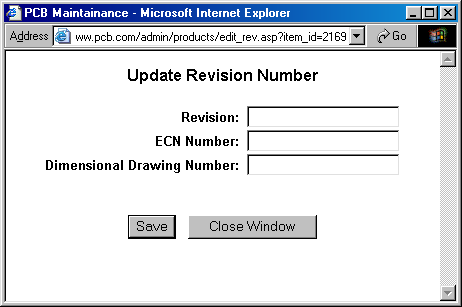 PCB Maintainance - Microsoft Internet Explorer
Address ww.pcb.com/admin/products/edit_rev.asp?item_id=2169 Go
Update Revision Number
Revision:
ECN Number:
Dimensional Drawing Number:
Save Close Window